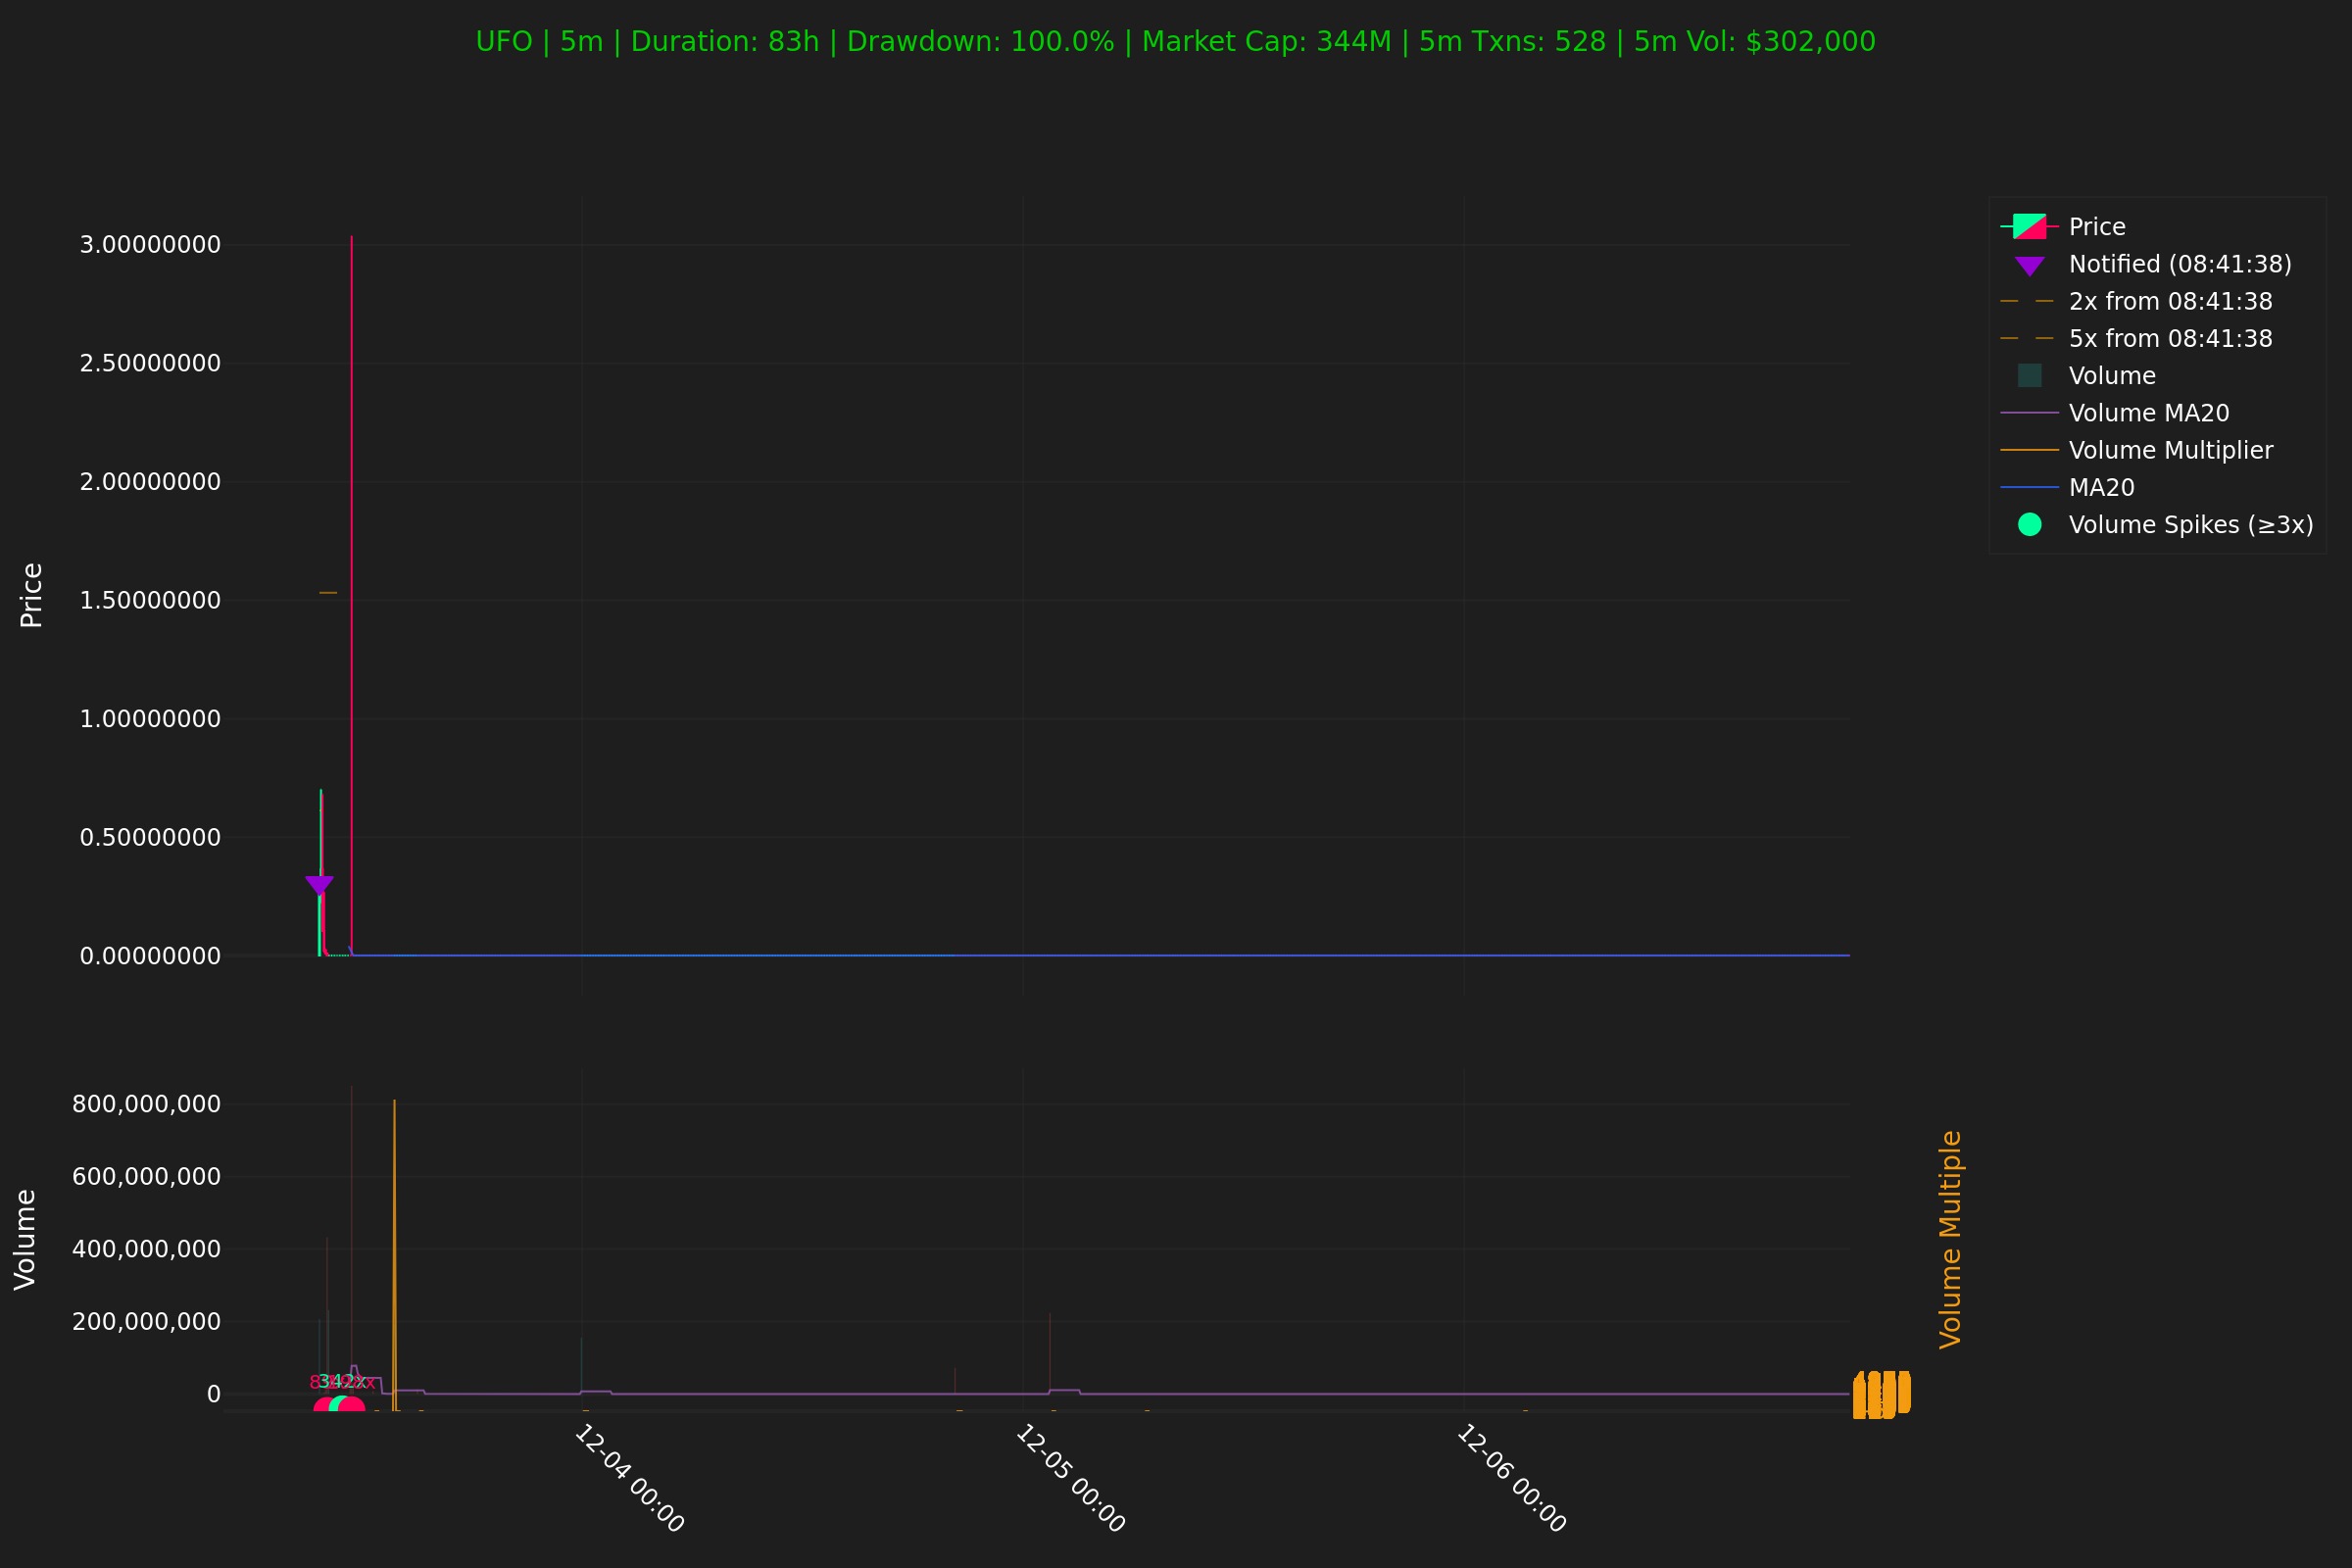 UFO | 5m | Duration: 83h | Drawdown: 100.0% | Market Cap: 344M | 5m Txns: 528 | 5m Vol: $302,000
Price
3.00000000
2.50000000
2.00000000
1.50000000
1.00000000
0.50000000
0.00000000
Price
Notified (08:41:38)
2x from 08:41:38
5x from 08:41:38
Volume
Volume MA20
Volume Multiplier
MA20
Volume Spikes (≥3x)
Volume
800,000,000
600,000,000
400,000,000
200,000,000
0
Volume Multiple
12-04 00:00
12-05 00:00
12-06 00:00